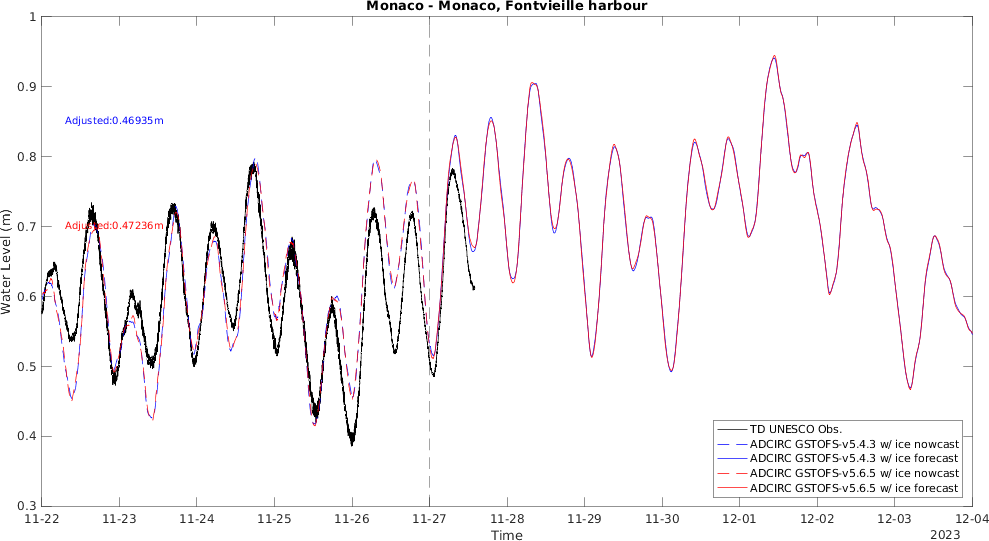 Monaco - Monaco, Fontvieille harbour
1
0.9
0.8
0.7
0.6
0.5
0.4
0.3
Water Level (m)
Adjusted:0.46935m
Adjusted:0.47236m
TD UNESCO Obs.
ADCIRC GSTOFS-v5.4.3 w/ ice nowcast
ADCIRC GSTOFS-v5.4.3 w/ ice forecast
ADCIRC GSTOFS-v5.6.5 w/ ice nowcast
ADCIRC GSTOFS-v5.6.5 w/ ice forecast
11-22 11-23 11-24 11-25 11-26 11-27 11-28 11-29 11-30 12-01 12-02 12-03 12-04
Time
2023